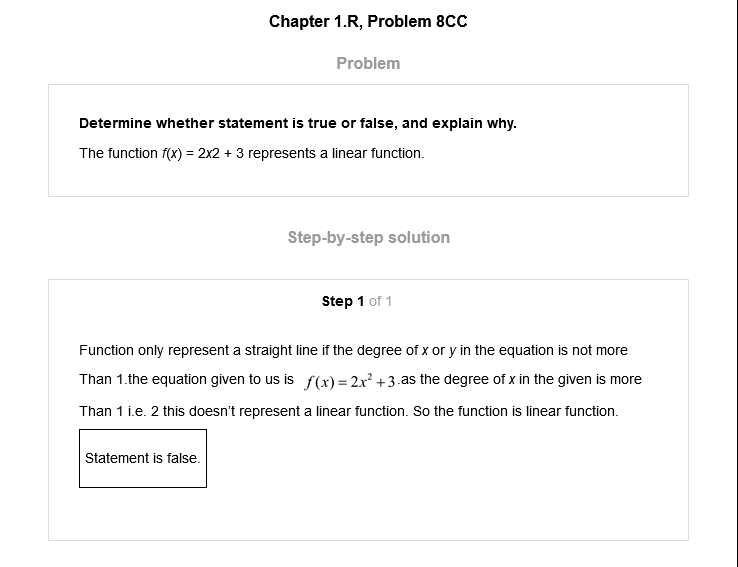 Chapter 1.R, Problem 8CC
Problem
Determine whether statement is true or false, and explain why.
The function f(x) = 2x2 + 3 represents a linear function.
Step-by-step solution
Step 1 of 1
Function only represent a straight line if the degree of x or y in the equation is not more
Than 1.the equation given to us is f(x) = 2x² + 3 .as the degree of x in the given is more
Than 1 i.e. 2 this doesn't represent a linear function. So the function is linear function.
Statement is false.